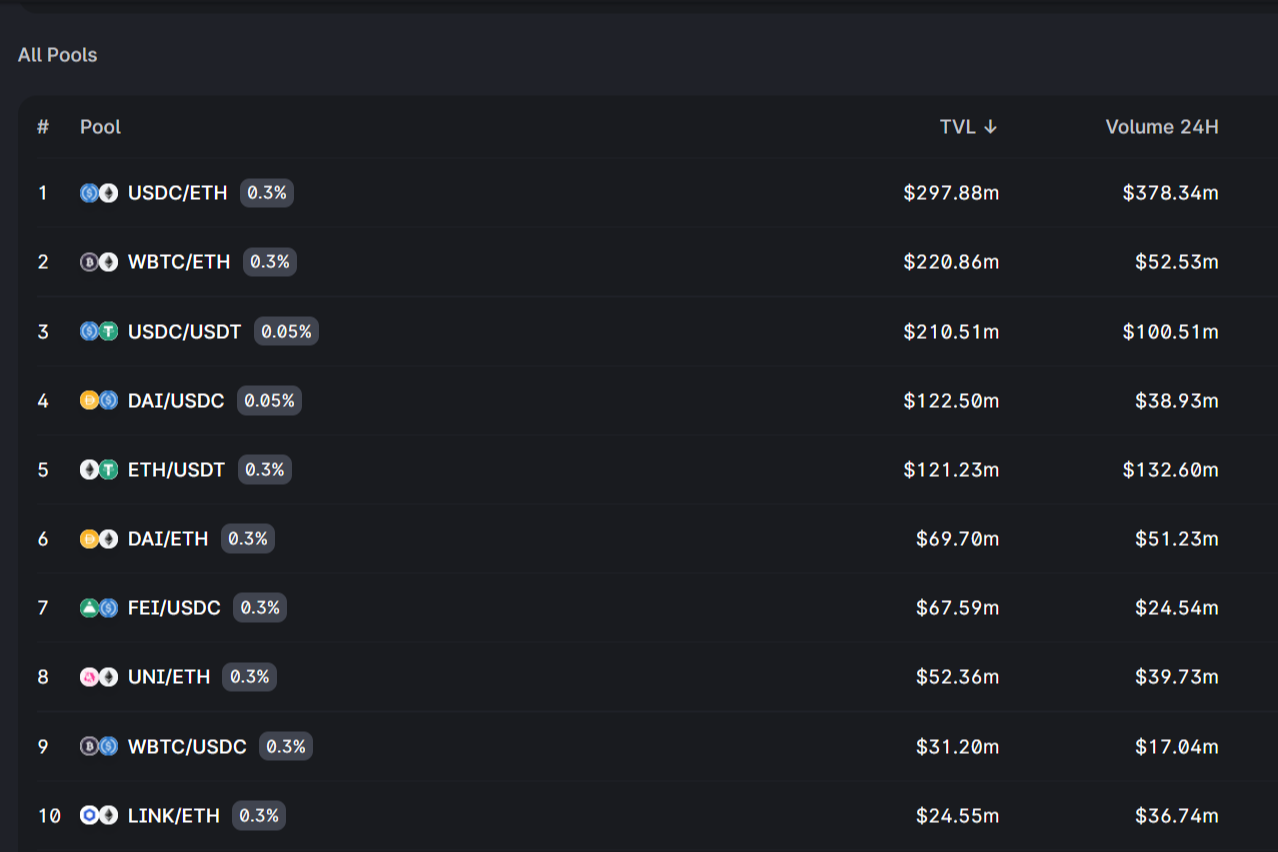 All Pools
# Pool TVL ↓ Volume 24H
1 USDC/ETH 0.3% $297.88m $378.34m
2 WBTC/ETH 0.3% $220.86m $52.53m
3 USDC/USDT 0.05% $210.51m $100.51m
4 DAI/USDC 0.05% $122.50m $38.93m
5 ETH/USDT 0.3% $121.23m $132.60m
6 DAI/ETH 0.3% $69.70m $51.23m
7 FEI/USDC 0.3% $67.59m $24.54m
8 UNI/ETH 0.3% $52.36m $39.73m
9 WBTC/USDC 0.3% $31.20m $17.04m
10 LINK/ETH 0.3% $24.55m $36.74m